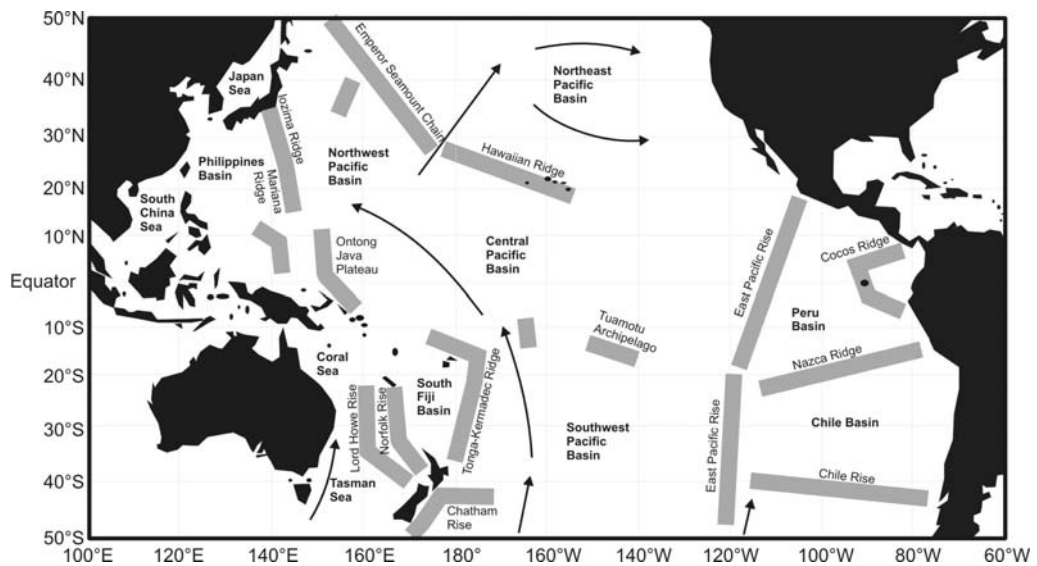 50°N
40°N
30°N
20°N
10°N
Equator
10°S
20°S
30°S
40°S
50°S
100°E
120°E
140°E
160°E
180°
160°W
140°W
120°W
100°W
80°W
60°W
Japan
Sea
Iozima Ridge
Emperor Seamount Chain
Northeast
Pacific
Basin
Philippines
Basin
Mariana
Ridge
Northwest
Pacific
Basin
Hawaiian Ridge
South
China
Sea
Ontong
Java
Plateau
Central
Pacific
Basin
East Pacific Rise
Cocos Ridge
Peru
Basin
Tuamotu
Archipelago
Nazca Ridge
Coral
Sea
Lord Howe Rise
Norfolk Rise
South
Fiji
Basin
Tonga-Kermadec Ridge
Southwest
Pacific
Basin
East Pacific Rise
Chile Basin
Chile Rise
Tasman
Sea
Chatham
Rise